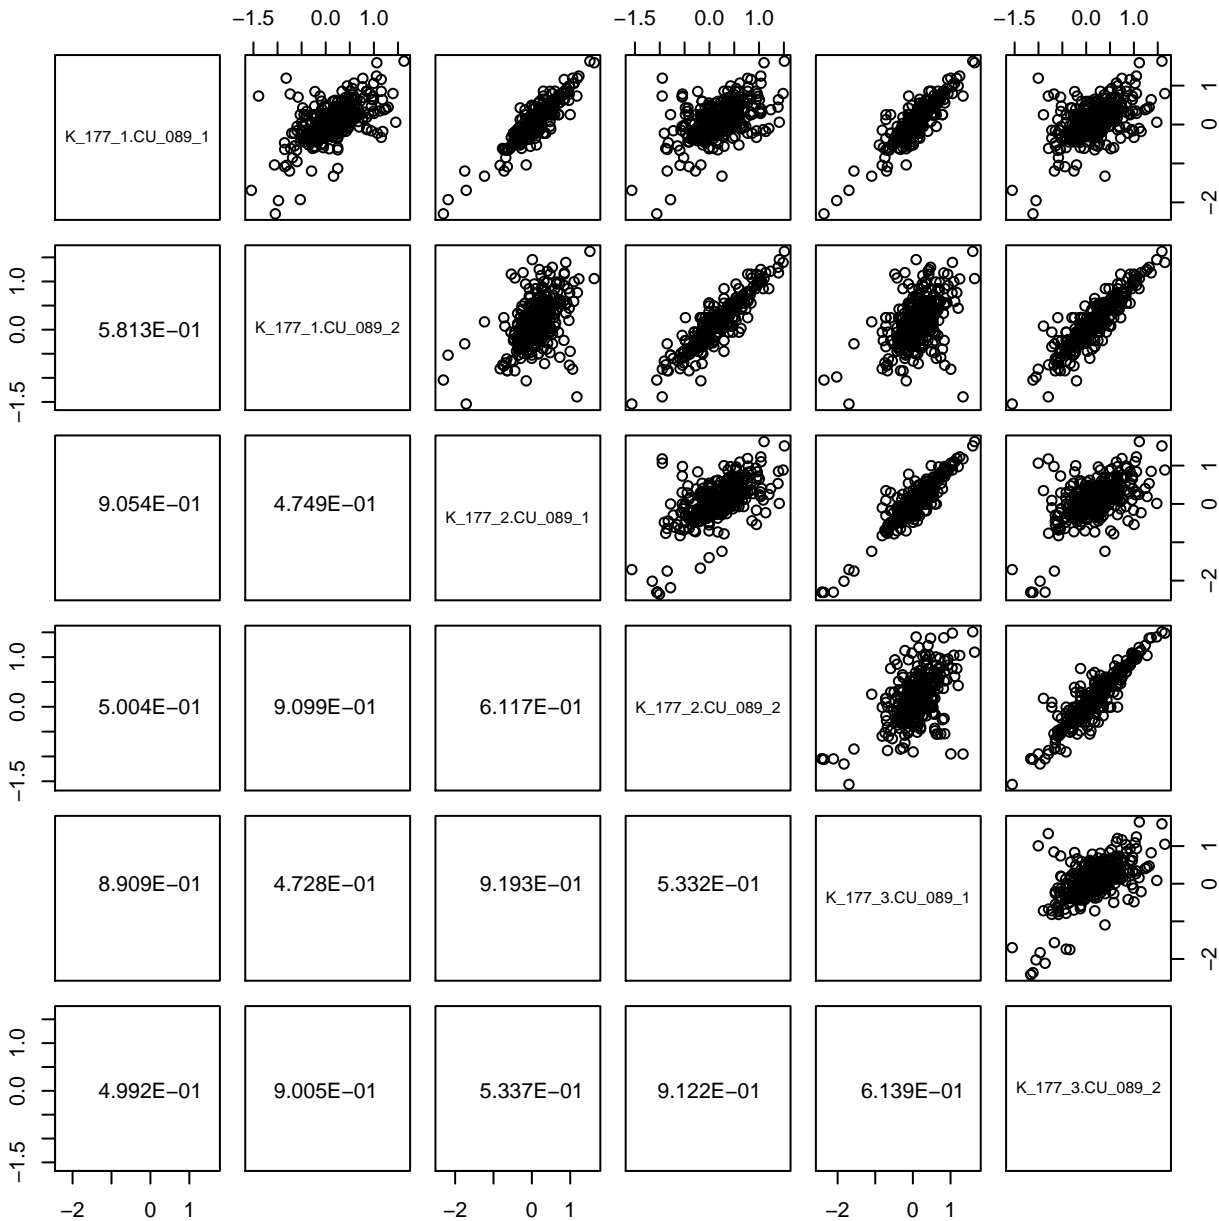 −1.5 0.0 1.0 −1.5 0.0 1.0 −1.5 0.0 1.0
K_177_1.CU_089_1
−2 0 1
−1.5 0.0 1.0
5.813E−01 K_177_1.CU_089_2
9.054E−01 4.749E−01 K_177_2.CU_089_1
−2 0 1
−1.5 0.0 1.0
5.004E−01 9.099E−01 6.117E−01 K_177_2.CU_089_2
8.909E−01 4.728E−01 9.193E−01 5.332E−01 K_177_3.CU_089_1
−2 0 1
−1.5 0.0 1.0
4.992E−01 9.005E−01 5.337E−01 9.122E−01 6.139E−01 K_177_3.CU_089_2
−2 0 1 −2 0 1 −2 0 1